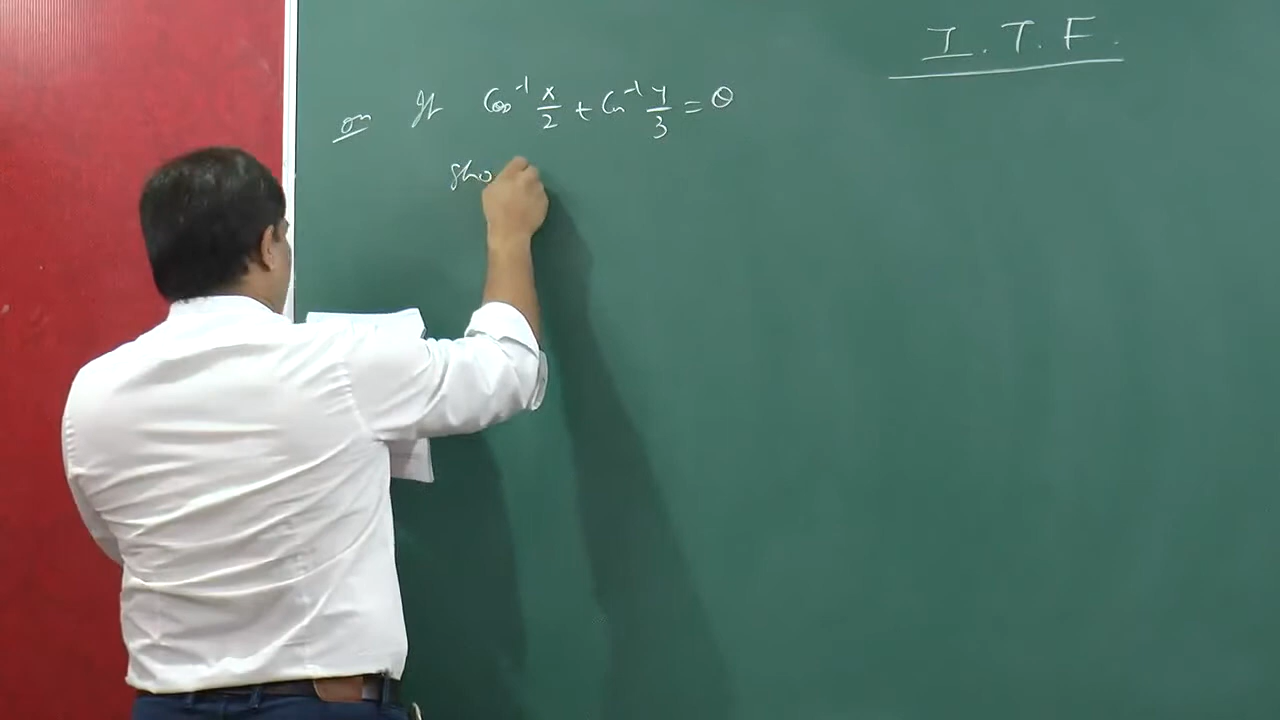 I.T.F.
If Cos⁻¹ x/2 + Cos⁻¹ y/3 = θ
Sho